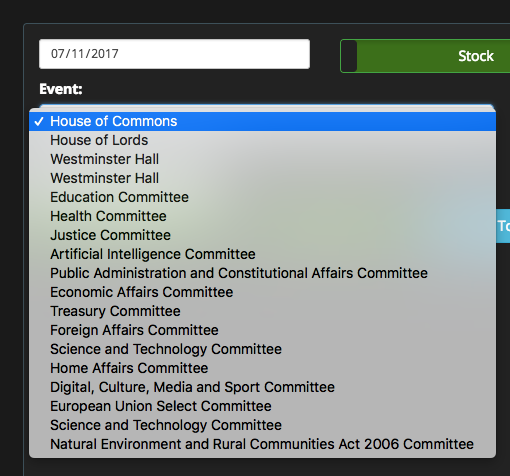 07/11/2017
Stock
Event:
✓ House of Commons
House of Lords
Westminster Hall
Westminster Hall
Education Committee
Health Committee
Justice Committee
Artificial Intelligence Committee
Public Administration and Constitutional Affairs Committee
Economic Affairs Committee
Treasury Committee
Foreign Affairs Committee
Science and Technology Committee
Home Affairs Committee
Digital, Culture, Media and Sport Committee
European Union Select Committee
Science and Technology Committee
Natural Environment and Rural Communities Act 2006 Committee